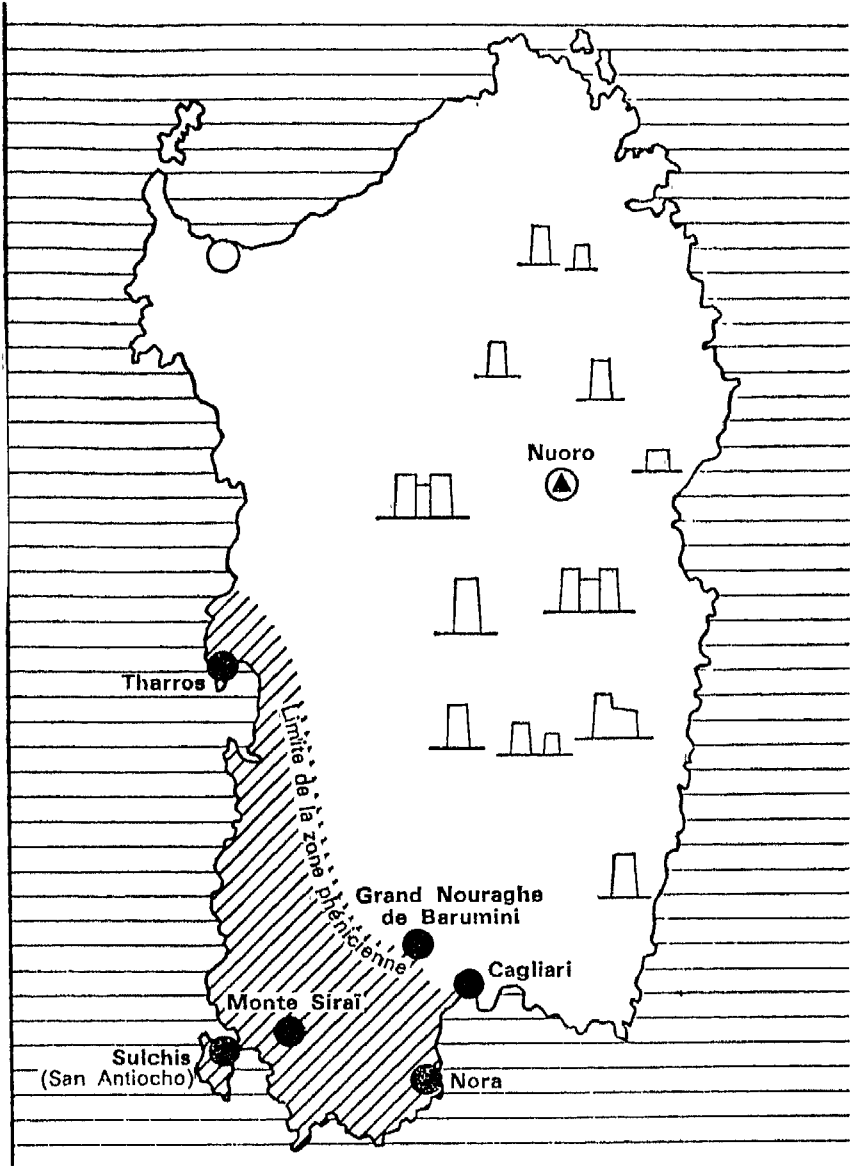 Nuoro
Tharros
Limite de la zone phénicienne
Grand Nouraghe
de Barumini
Cagliari
Monte Siraï
Sulchis
(San Antiocho)
Nora